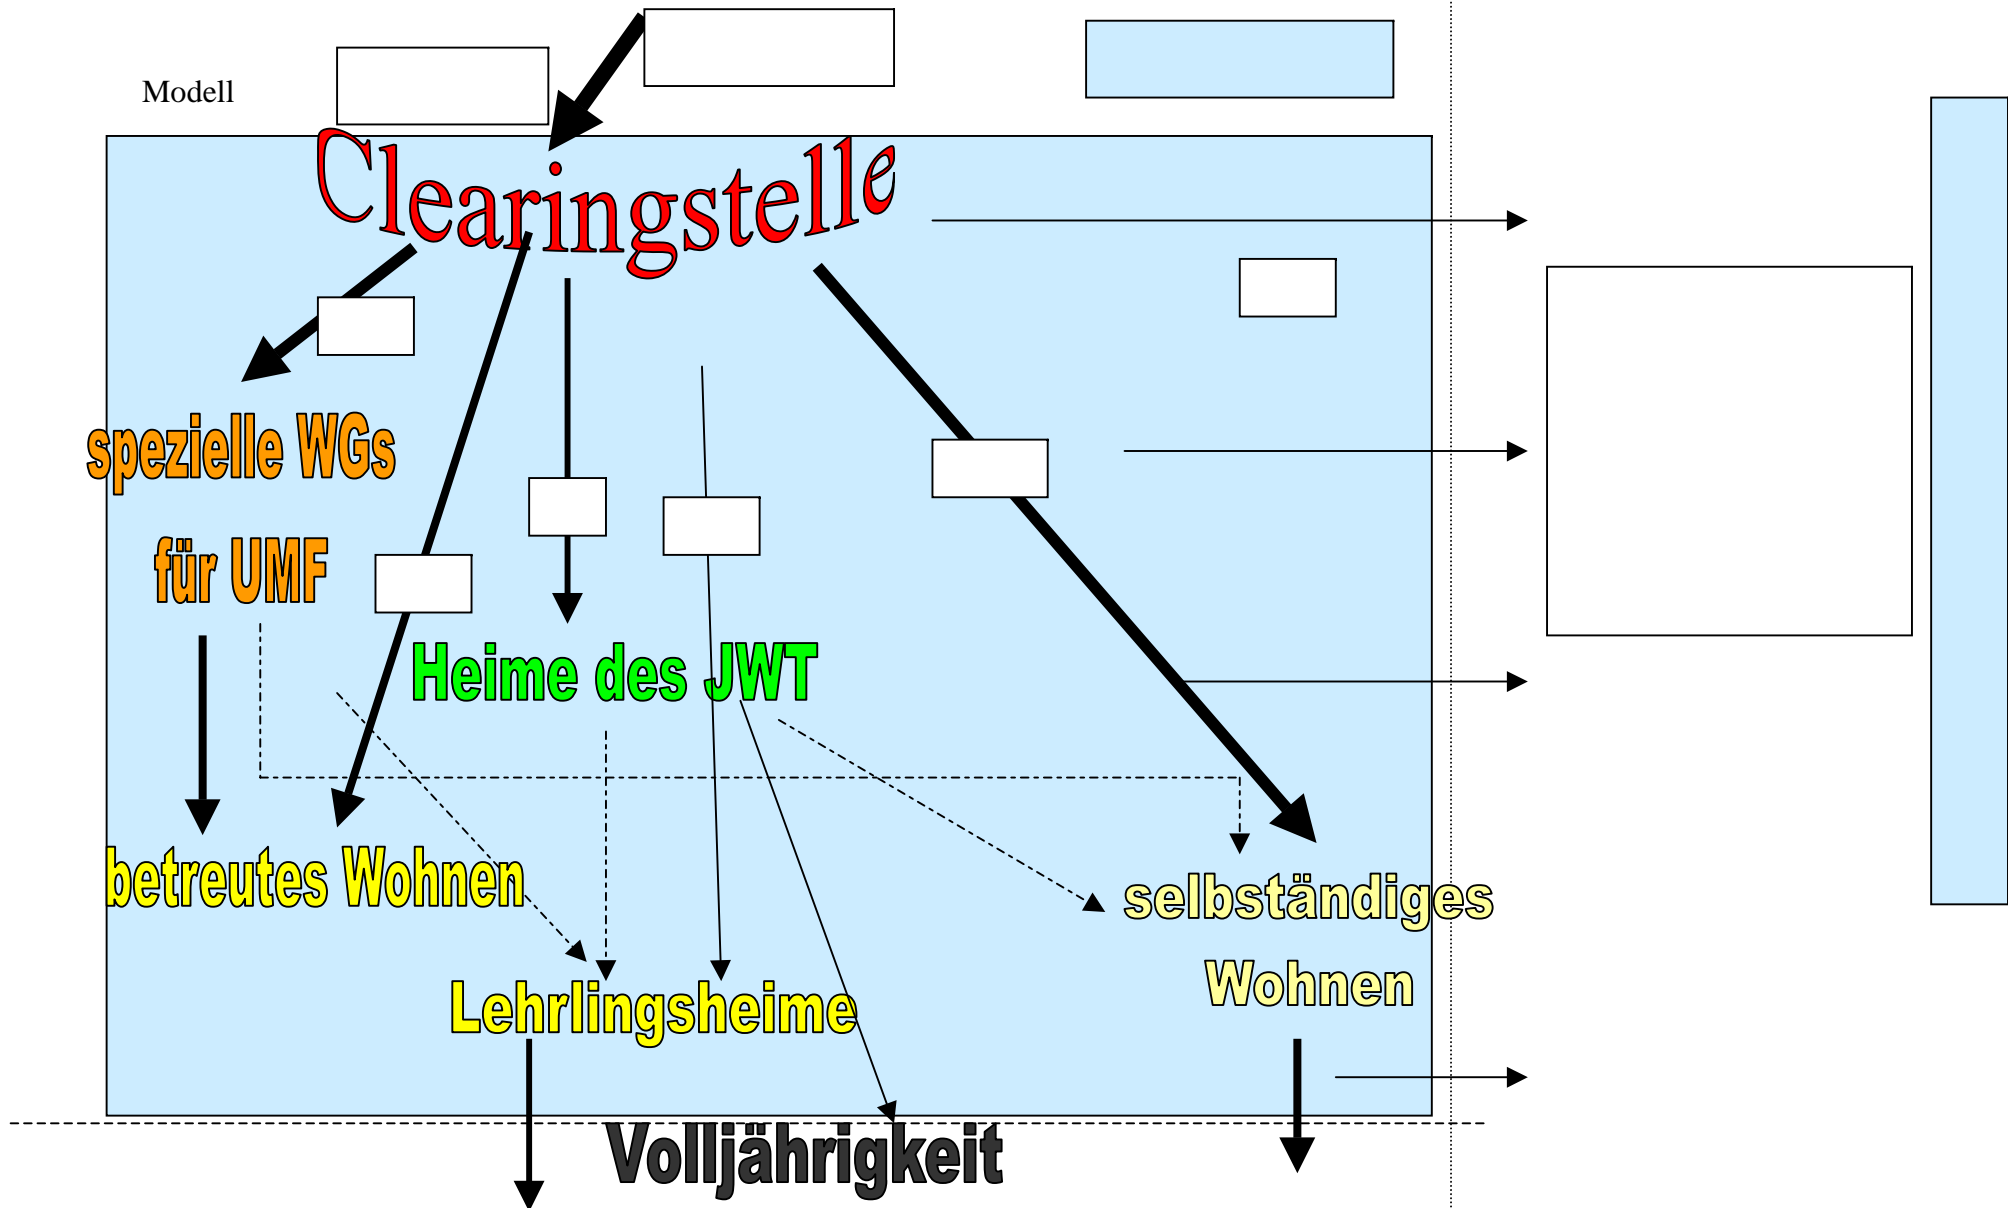 Modell
Clearingstelle
spezielle WGs
für UMF
Heime des JWT
betreutes Wohnen
selbständiges
Wohnen
Lehrlingsheime
Volljährigkeit